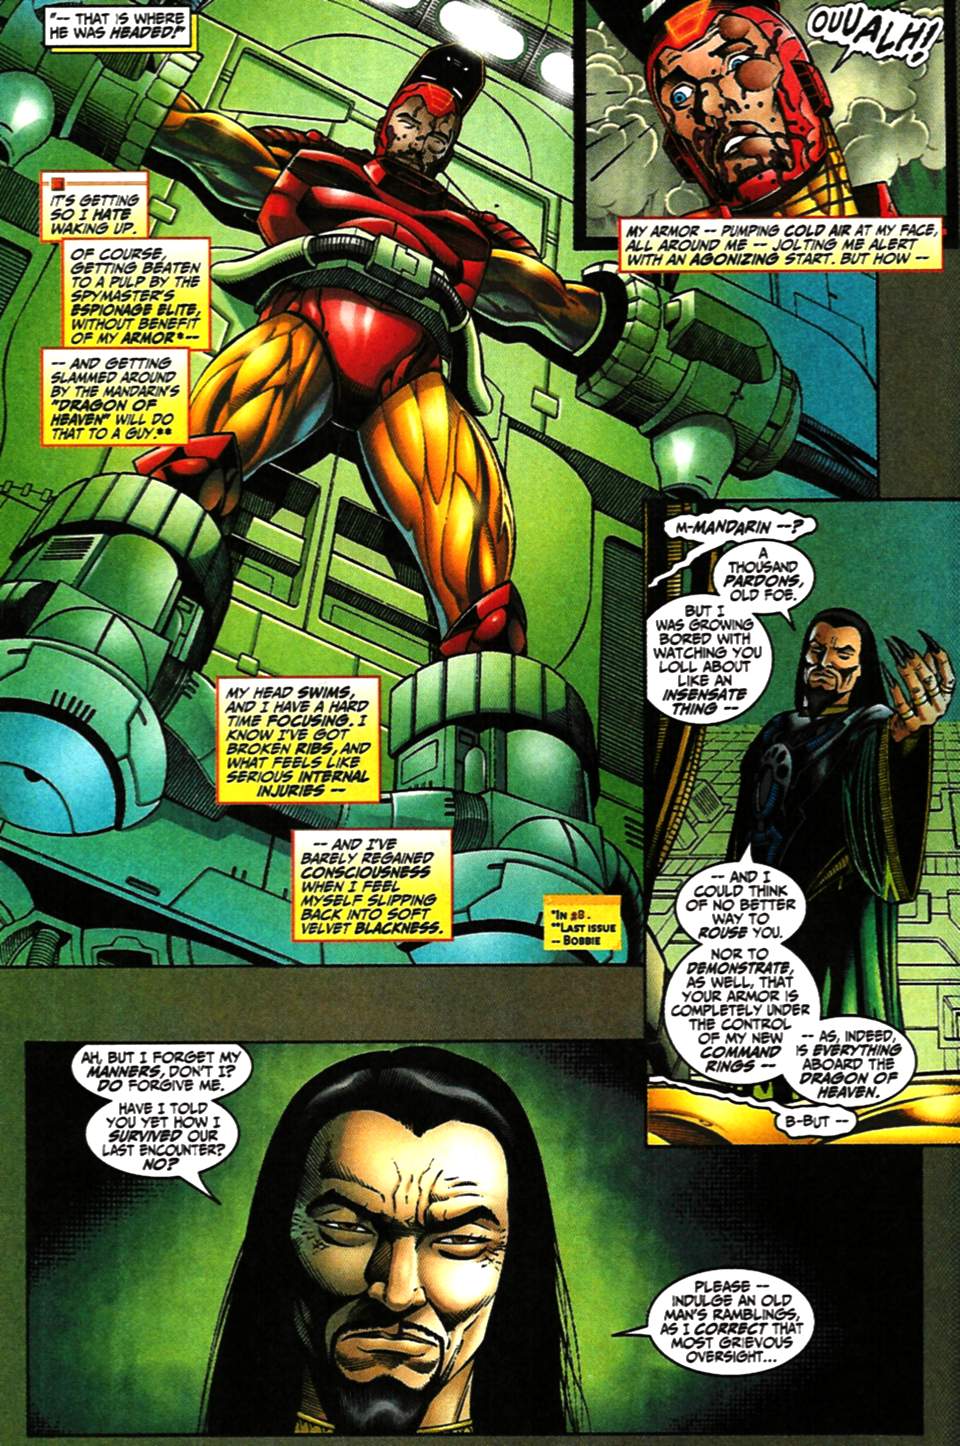 "-- THAT IS WHERE
HE WAS HEADED!"
IT'S GETTING
SO I HATE
WAKING UP.
OF COURSE,
GETTING BEATEN
TO A PULP BY THE
SPYMASTER'S
ESPIONAGE ELITE,
WITHOUT BENEFIT
OF MY ARMOR* --
-- AND GETTING
SLAMMED AROUND
BY THE MANDARIN'S
"DRAGON OF
HEAVEN" WILL DO
THAT TO A GUY.**
MY HEAD SWIMS,
AND I HAVE A HARD
TIME FOCUSING. I
KNOW I'VE GOT
BROKEN RIBS, AND
WHAT FEELS LIKE
SERIOUS INTERNAL
INJURIES --
-- AND I'VE
BARELY REGAINED
CONSCIOUSNESS
WHEN I FEEL
MYSELF SLIPPING
BACK INTO SOFT
VELVET BLACKNESS.
*IN #8.
**LAST ISSUE
-- BOBBIE
OUUALH!
MY ARMOR -- PUMPING COLD AIR AT MY FACE,
ALL AROUND ME -- JOLTING ME ALERT
WITH AN AGONIZING START. BUT HOW --
M-MANDARIN --?
A
THOUSAND
PARDONS,
OLD FOE.
BUT I
WAS GROWING
BORED WITH
WATCHING YOU
LOLL ABOUT
LIKE AN
INSENSATE
THING --
-- AND I
COULD THINK
OF NO BETTER
WAY TO
ROUSE YOU.
NOR TO
DEMONSTRATE,
AS WELL, THAT
YOUR ARMOR IS
COMPLETELY UNDER
THE CONTROL
OF MY NEW
COMMAND
RINGS --
-- AS, INDEED,
IS EVERYTHING
ABOARD THE
DRAGON OF
HEAVEN.
B-BUT --
AH, BUT I FORGET MY
MANNERS, DON'T I?
DO FORGIVE ME.
HAVE I TOLD
YOU YET HOW I
SURVIVED OUR
LAST ENCOUNTER?
NO?
PLEASE --
INDULGE AN OLD
MAN'S RAMBLINGS,
AS I CORRECT THAT
MOST GRIEVOUS
OVERSIGHT...